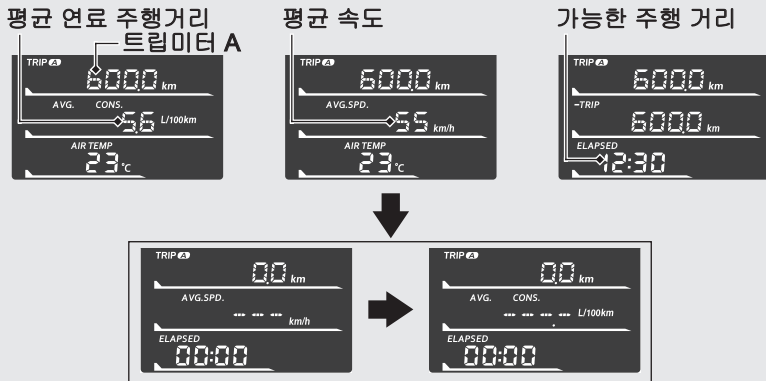 평균 연료 주행거리
트립미터 A
평균 속도
가능한 주행 거리
TRIP A
600.0 km
AVG. CONS.
5.6 L/100km
AIR TEMP
23 °C
TRIP A
600.0 km
AVG.SPD.
55 km/h
AIR TEMP
23 °C
TRIP A
600.0 km
-TRIP
600.0 km
ELAPSED
12:30
TRIP A
0.0 km
AVG.SPD.
--- --- --- km/h
ELAPSED
00:00
TRIP A
0.0 km
AVG. CONS.
--- --- ---.--- L/100km
ELAPSED
00:00